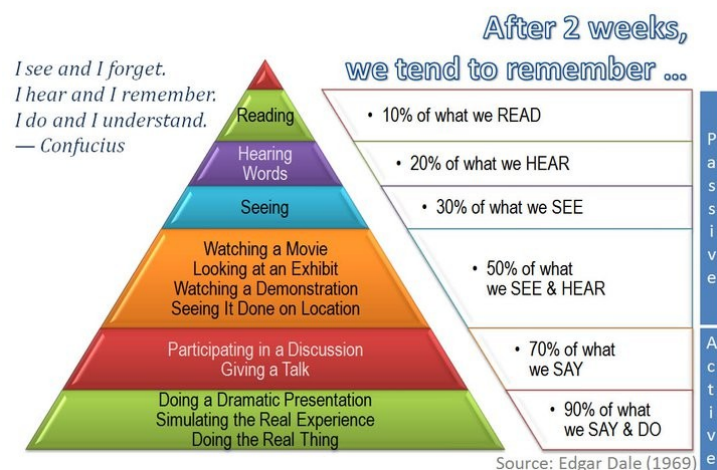 After 2 weeks,
we tend to remember ...
I see and I forget.
I hear and I remember.
I do and I understand.
— Confucius
Reading
• 10% of what we READ
Hearing
Words
• 20% of what we HEAR
Seeing
• 30% of what we SEE
Watching a Movie
Looking at an Exhibit
Watching a Demonstration
Seeing It Done on Location
• 50% of what
we SEE & HEAR
Participating in a Discussion
Giving a Talk
• 70% of what
we SAY
Doing a Dramatic Presentation
Simulating the Real Experience
Doing the Real Thing
• 90% of what
we SAY & DO
Passive
Active
Source: Edgar Dale (1969)